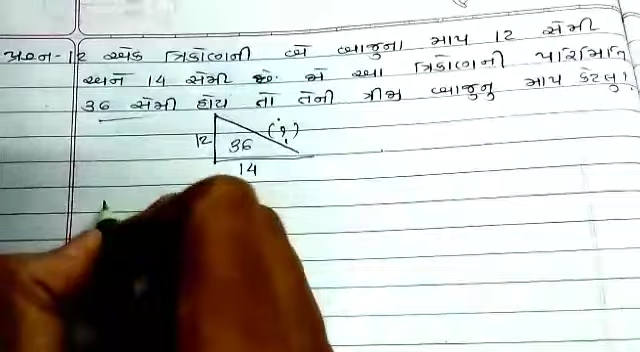 પ્રશ્ન-12 એક ત્રિકોણની બે બાજુના માપ 12 સેમી
અને 14 સેમી છે. જો આ ત્રિકોણની પરિમિતિ
36 સેમી હોય તો તેની ત્રીજી બાજુનુ માપ કેટલુ?
12 36 (?)
14